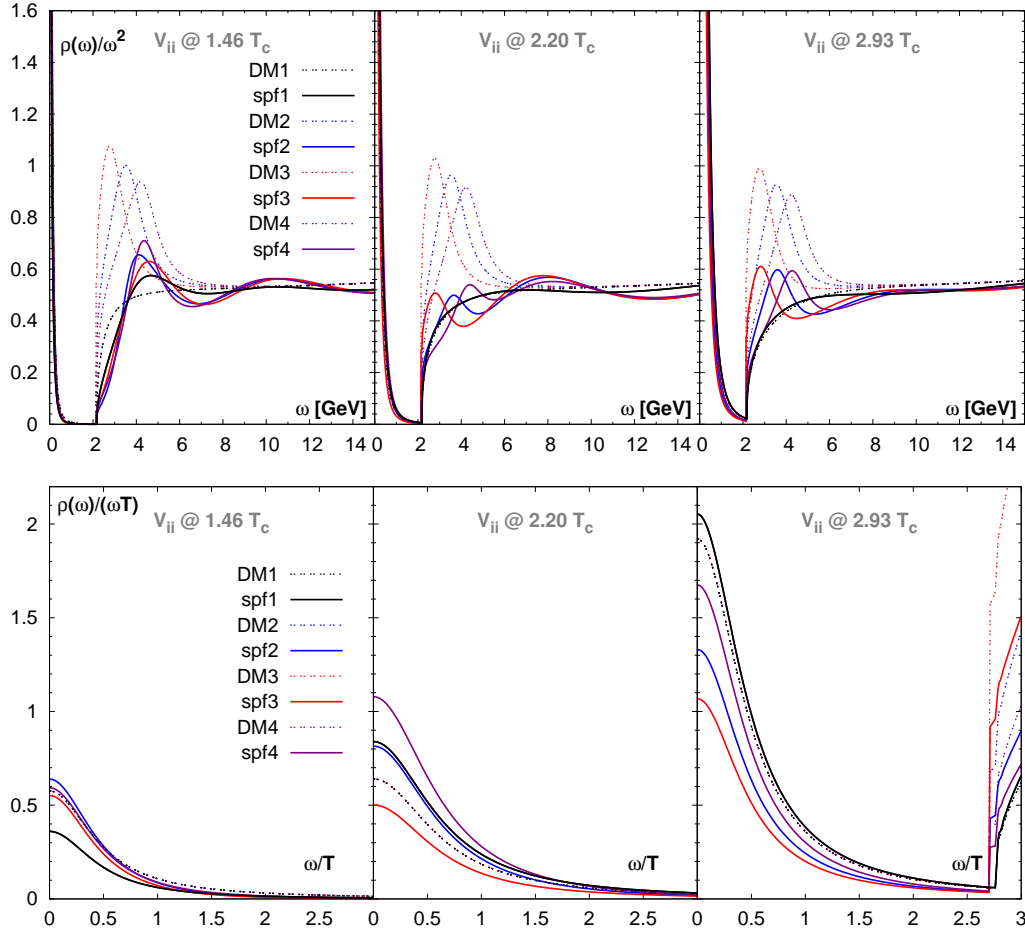 ρ(ω)/ω²
V_ii @ 1.46 T_c
V_ii @ 2.20 T_c
V_ii @ 2.93 T_c
DM1
spf1
DM2
spf2
DM3
spf3
DM4
spf4
1.6
1.4
1.2
1
0.8
0.6
0.4
0.2
0
ω [GeV]
ω [GeV]
ω [GeV]
0 2 4 6 8 10 12 14
0 2 4 6 8 10 12 14
0 2 4 6 8 10 12 14
ρ(ω)/(ωT)
V_ii @ 1.46 T_c
V_ii @ 2.20 T_c
V_ii @ 2.93 T_c
DM1
spf1
DM2
spf2
DM3
spf3
DM4
spf4
2
1.5
1
0.5
0
ω/T
ω/T
ω/T
0 0.5 1 1.5 2 2.5
0 0.5 1 1.5 2 2.5
0 0.5 1 1.5 2 2.5 3